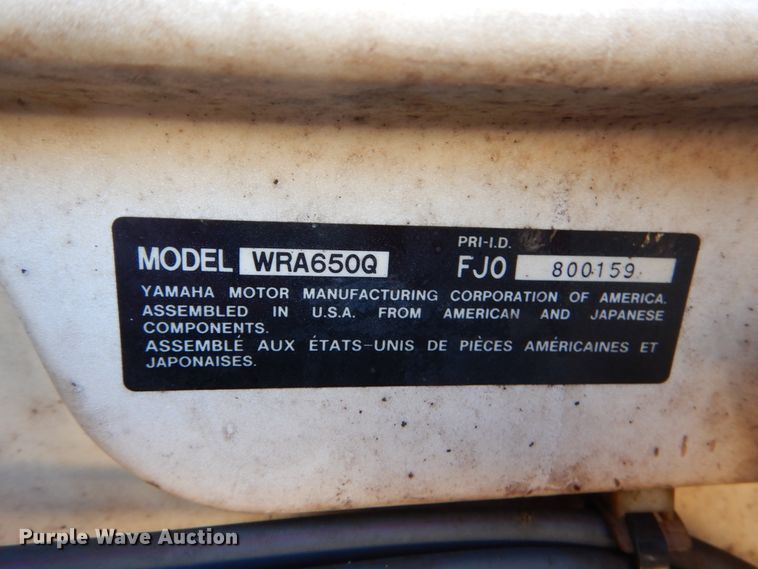 MODEL WRA650Q
PRI-I.D.
FJ0 800159
YAMAHA MOTOR MANUFACTURING CORPORATION OF AMERICA.
ASSEMBLED IN U.S.A. FROM AMERICAN AND JAPANESE
COMPONENTS.
ASSEMBLÉ AUX ÉTATS-UNIS DE PIÈCES AMÉRICAINES ET
JAPONAISES.
Purple Wave Auction